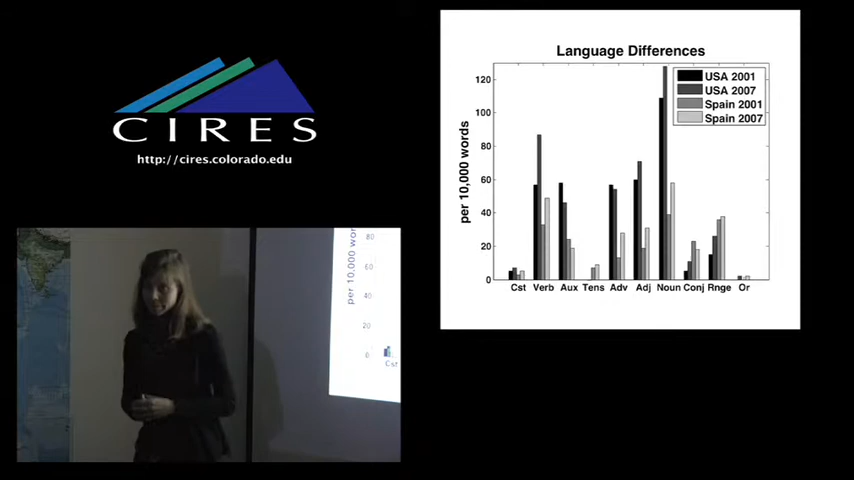 CIRES
http://cires.colorado.edu
Language Differences
USA 2001
USA 2007
Spain 2001
Spain 2007
per 10,000 words
120
100
80
60
40
20
0
Cst Verb Aux Tens Adv Adj Noun Conj Rnge Or
per 10,000 wor
80
60
40
20
0
Cst